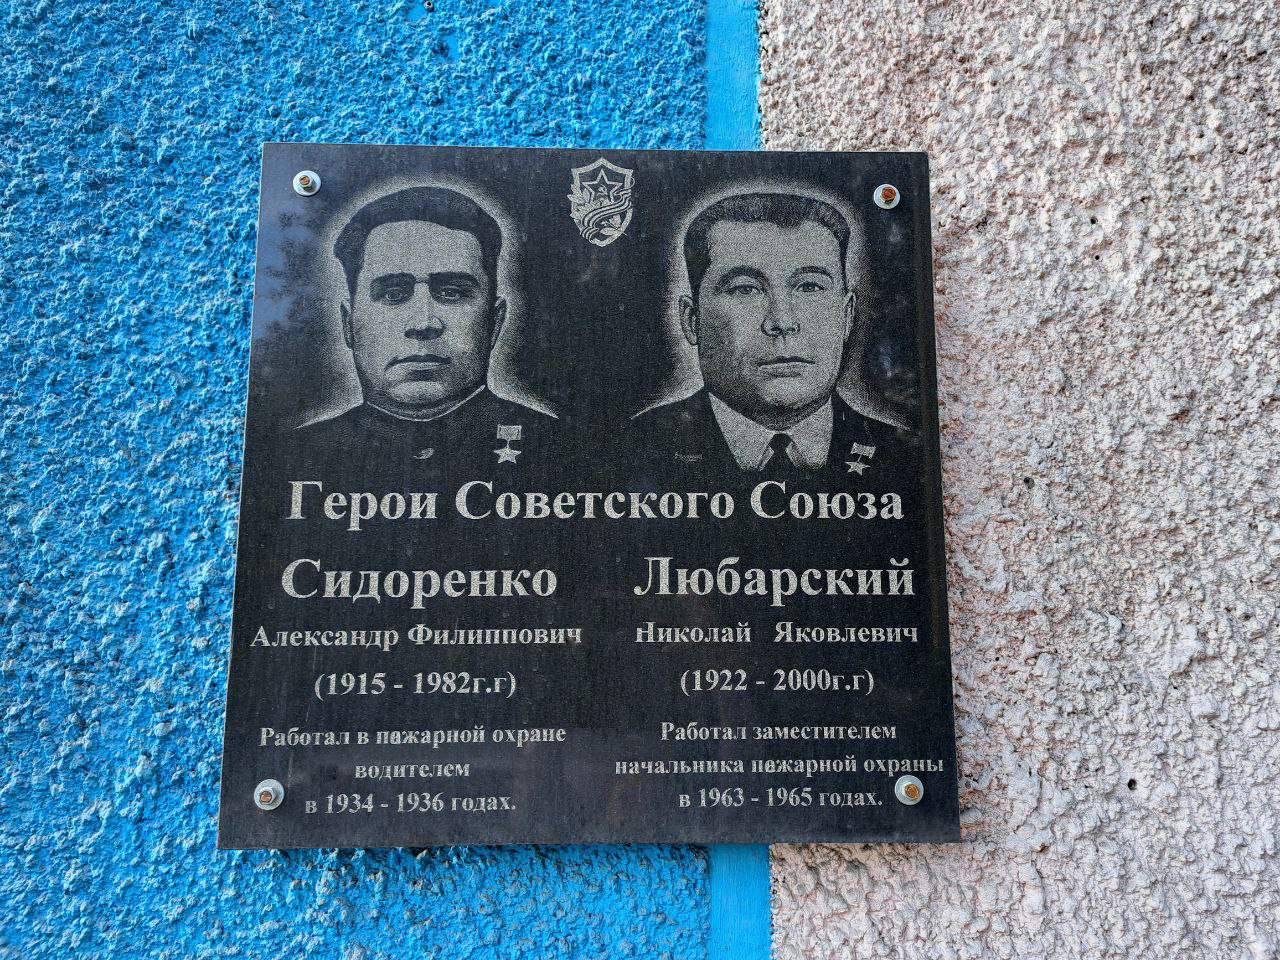 Герои Советского Союза
Сидоренко
Александр Филиппович
(1915 - 1982г.г)
Работал в пожарной охране
водителем
в 1934 - 1936 годах.
Любарский
Николай Яковлевич
(1922 - 2000г.г)
Работал заместителем
начальника пожарной охраны
в 1963 - 1965 годах.